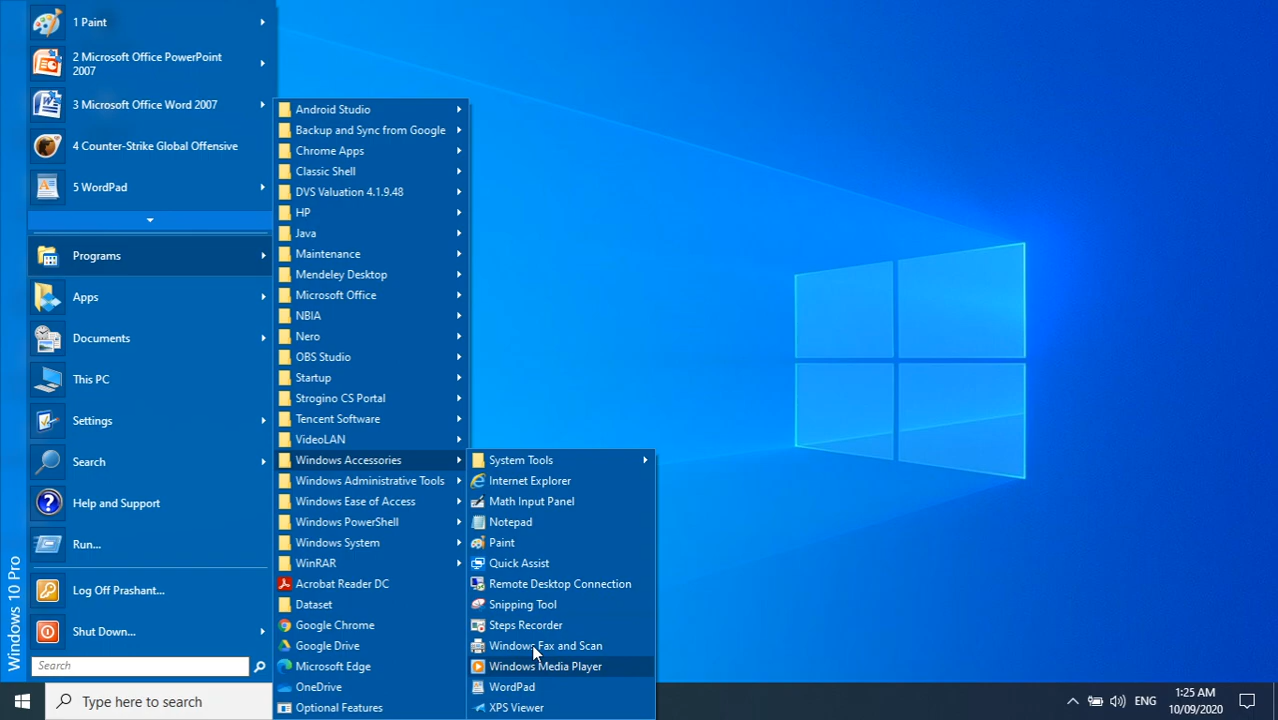 1 Paint
2 Microsoft Office PowerPoint
2007
3 Microsoft Office Word 2007
4 Counter-Strike Global Offensive
5 WordPad
Programs
Apps
Documents
This PC
Settings
Search
Help and Support
Run...
Log Off Prashant...
Shut Down...
Search
Windows 10 Pro
Android Studio
Backup and Sync from Google
Chrome Apps
Classic Shell
DVS Valuation 4.1.9.48
HP
Java
Maintenance
Mendeley Desktop
Microsoft Office
NBIA
Nero
OBS Studio
Startup
Strogino CS Portal
Tencent Software
VideoLAN
Windows Accessories
Windows Administrative Tools
Windows Ease of Access
Windows PowerShell
Windows System
WinRAR
Acrobat Reader DC
Dataset
Google Chrome
Google Drive
Microsoft Edge
OneDrive
Optional Features
System Tools
Internet Explorer
Math Input Panel
Notepad
Paint
Quick Assist
Remote Desktop Connection
Snipping Tool
Steps Recorder
Windows Fax and Scan
Windows Media Player
WordPad
XPS Viewer
Type here to search
ENG
1:25 AM
10/09/2020